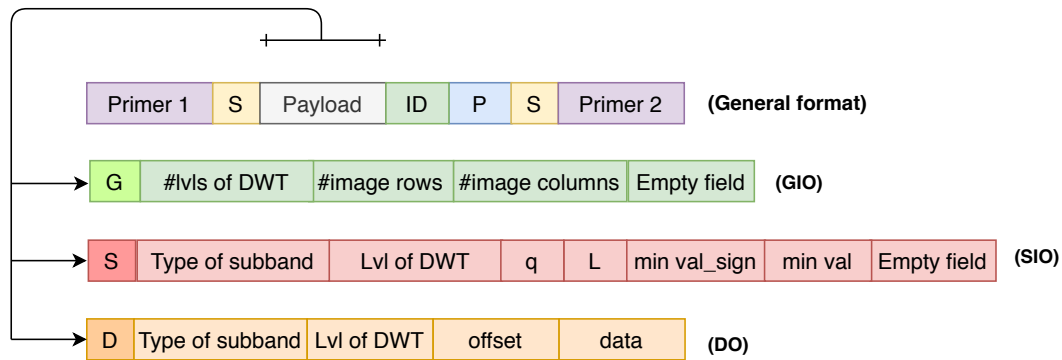 Primer 1 S Payload ID P S Primer 2 (General format)
G #lvls of DWT #image rows #image columns Empty field (GIO)
S Type of subband Lvl of DWT q L min val_sign min val Empty field (SIO)
D Type of subband Lvl of DWT offset data (DO)